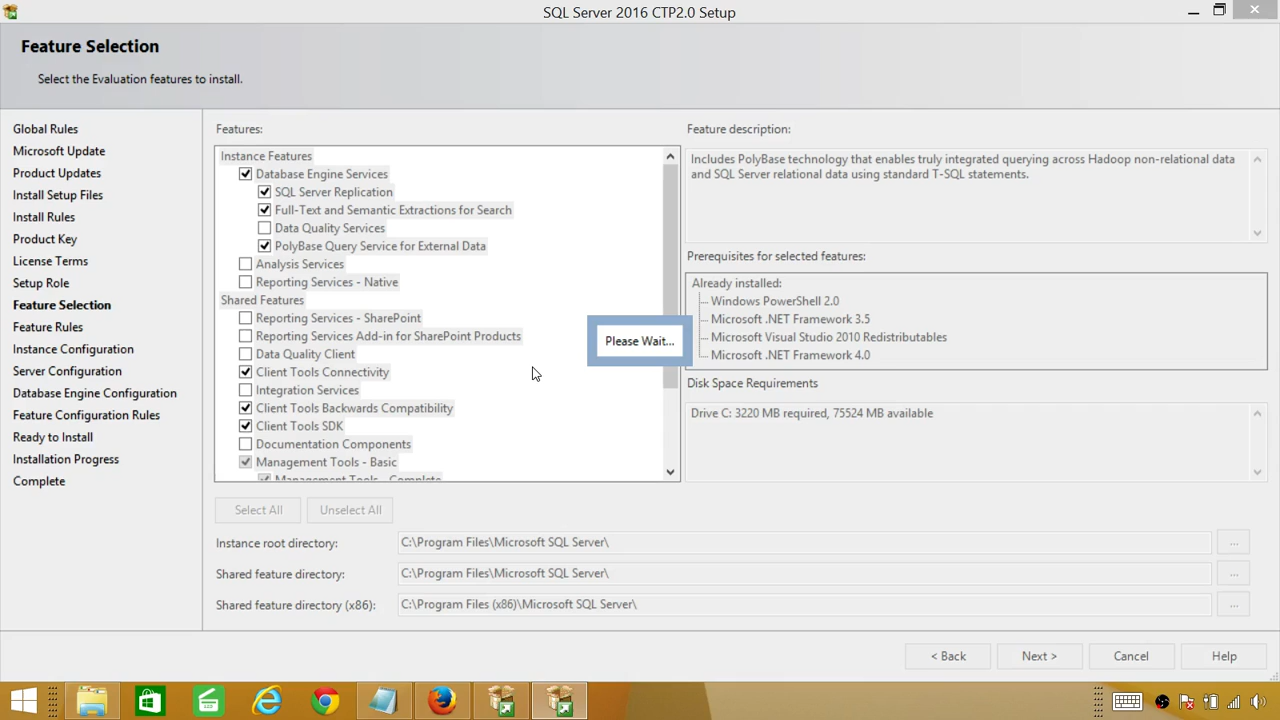 SQL Server 2016 CTP2.0 Setup
Feature Selection
Select the Evaluation features to install.
Global Rules
Microsoft Update
Product Updates
Install Setup Files
Install Rules
Product Key
License Terms
Setup Role
Feature Selection
Feature Rules
Instance Configuration
Server Configuration
Database Engine Configuration
Feature Configuration Rules
Ready to Install
Installation Progress
Complete
Features:
Instance Features
Database Engine Services
SQL Server Replication
Full-Text and Semantic Extractions for Search
Data Quality Services
PolyBase Query Service for External Data
Analysis Services
Reporting Services - Native
Shared Features
Reporting Services - SharePoint
Reporting Services Add-in for SharePoint Products
Data Quality Client
Client Tools Connectivity
Integration Services
Client Tools Backwards Compatibility
Client Tools SDK
Documentation Components
Management Tools - Basic
Management Tools - Complete
Please Wait...
Feature description:
Includes PolyBase technology that enables truly integrated querying across Hadoop non-relational data
and SQL Server relational data using standard T-SQL statements.
Prerequisites for selected features:
Already installed:
Windows PowerShell 2.0
Microsoft .NET Framework 3.5
Microsoft Visual Studio 2010 Redistributables
Microsoft .NET Framework 4.0
Disk Space Requirements
Drive C: 3220 MB required, 75524 MB available
Select All
Unselect All
Instance root directory:
C:\Program Files\Microsoft SQL Server\
...
Shared feature directory:
C:\Program Files\Microsoft SQL Server\
...
Shared feature directory (x86):
C:\Program Files (x86)\Microsoft SQL Server\
...
< Back
Next >
Cancel
Help